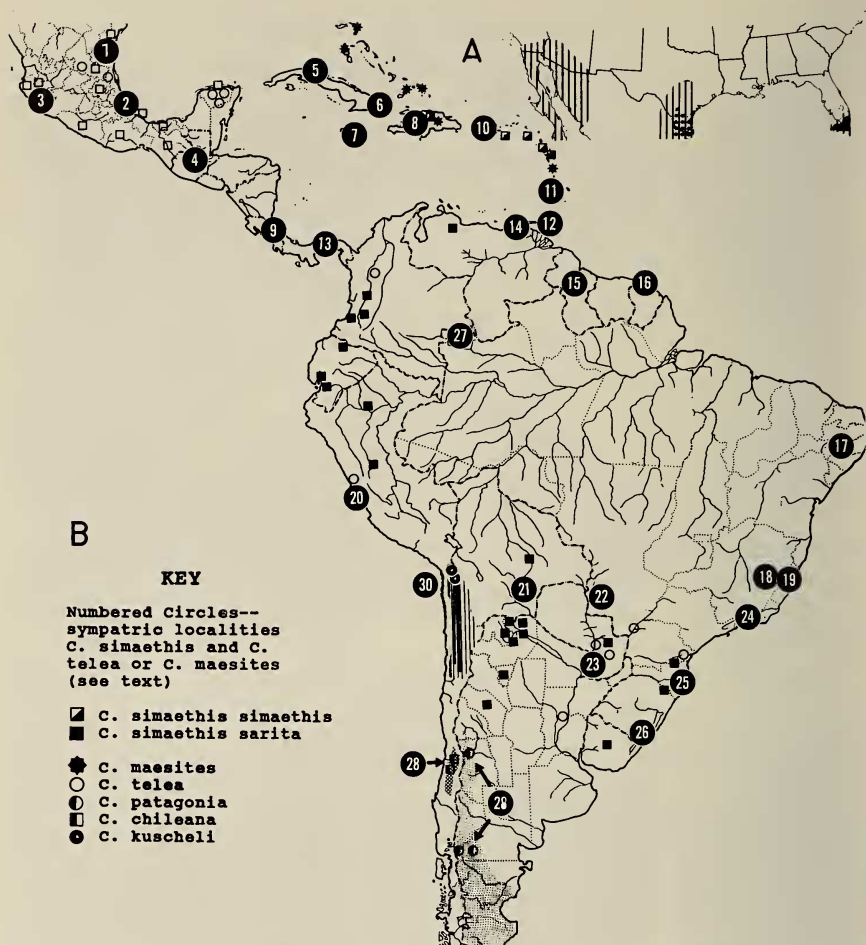 A
1
5
3
2
6
7
8
10
4
11
9
13
14
12
15
16
27
17
20
B
KEY
Numbered Circles--
sympatric localities
C. simaethis and C.
telea or C. maesites
(see text)
C. simaethis simaethis
C. simaethis sarita
C. maesites
C. telea
C. patagonia
C. chileana
C. kuscheli
30
21
22
18
19
24
23
25
26
28
29